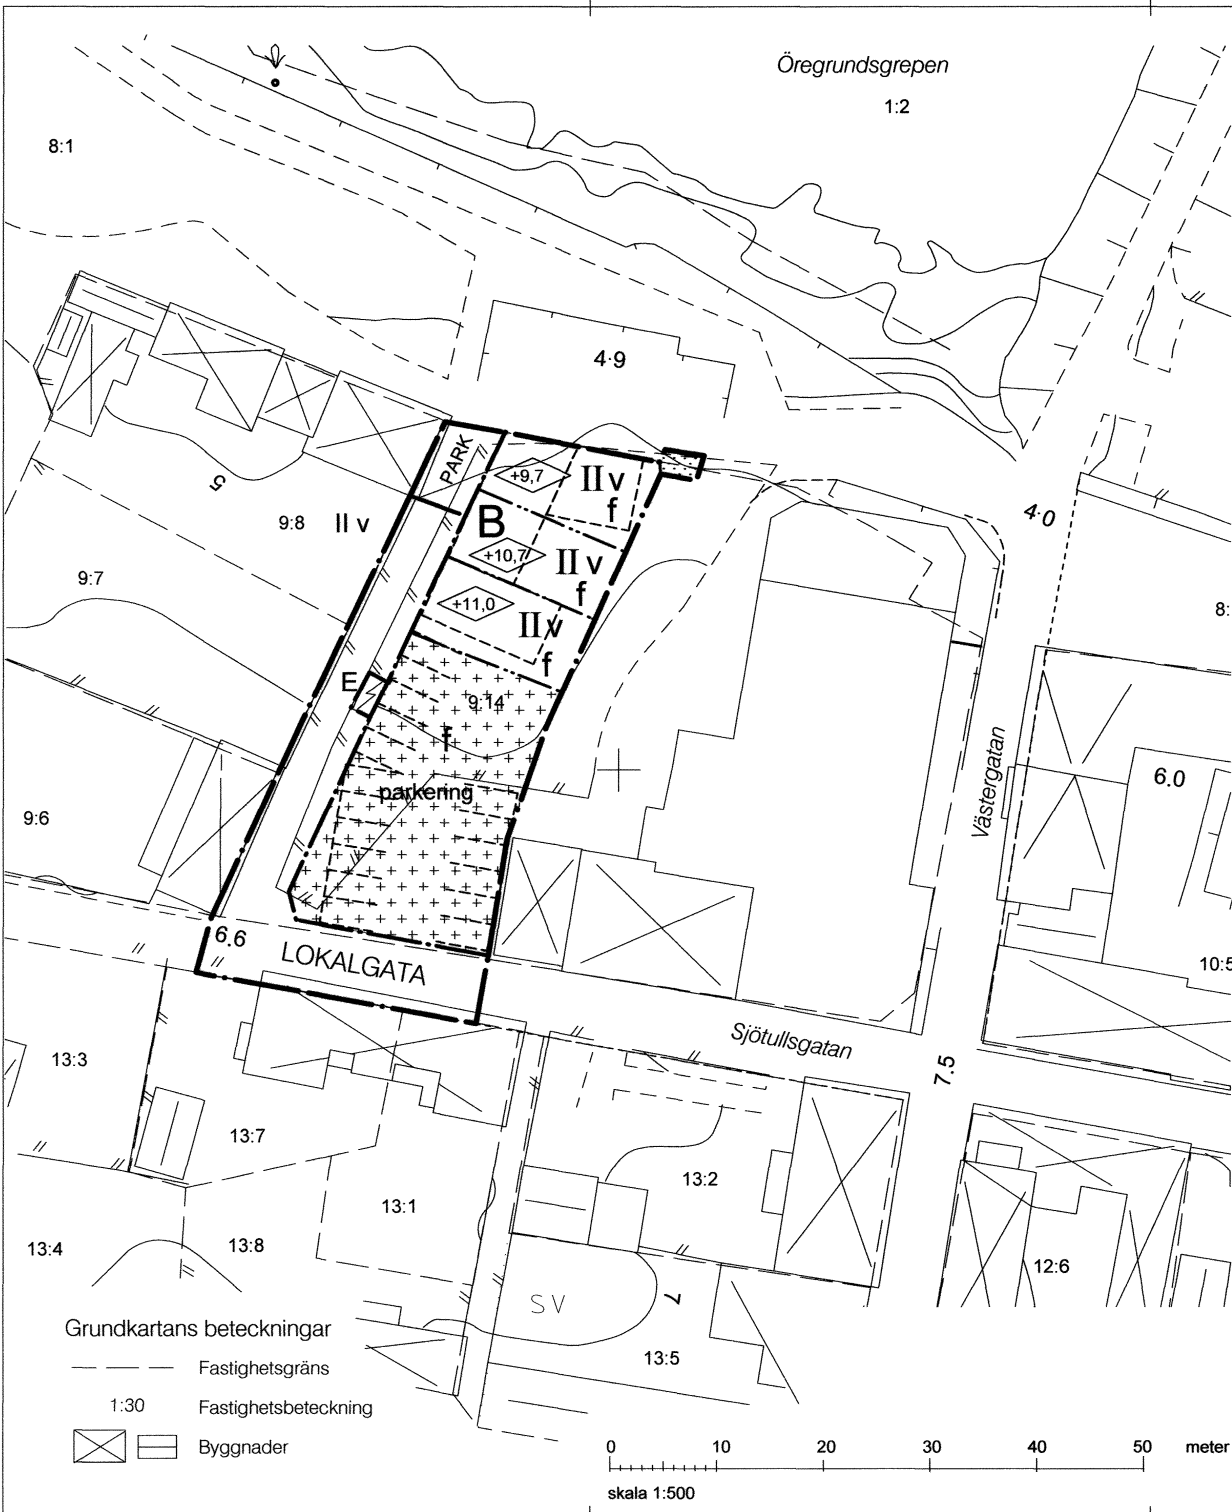 Öregrundsgrepen
1:2
8:1
4·9
PARK
+9,7
II v
f
5
9:8
II v
B
+10,7
II v
f
4·0
9:7
+11,0
II v
f
8:
E
9:14
f
Västergatan
6.0
parkering
9:6
6.6
LOKALGATA
10:5
Sjötullsgatan
13:3
7.5
13:7
13:2
13:1
13:4
13:8
12:6
SV
7
13:5
Grundkartans beteckningar
Fastighetsgräns
1:30 Fastighetsbeteckning
Byggnader
0 10 20 30 40 50 meter
skala 1:500